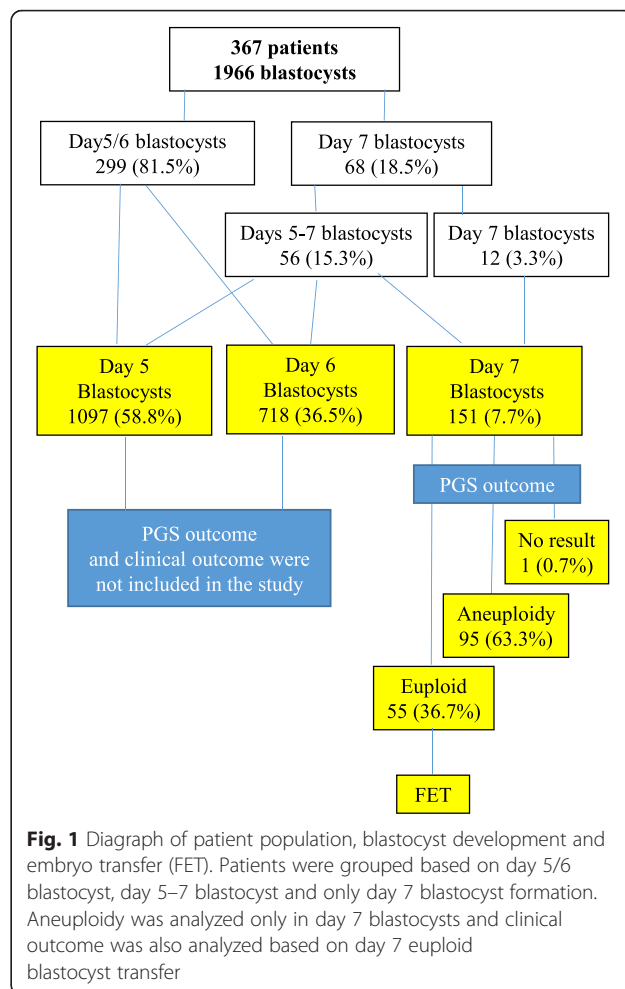 367 patients
1966 blastocysts
Day5/6 blastocysts
299 (81.5%)
Day 7 blastocysts
68 (18.5%)
Days 5-7 blastocysts
56 (15.3%)
Day 7 blastocysts
12 (3.3%)
Day 5
Blastocysts
1097 (58.8%)
Day 6
Blastocysts
718 (36.5%)
Day 7
Blastocysts
151 (7.7%)
PGS outcome
and clinical outcome were
not included in the study
PGS outcome
No result
1 (0.7%)
Aneuploidy
95 (63.3%)
Euploid
55 (36.7%)
FET
Fig. 1 Diagraph of patient population, blastocyst development and
embryo transfer (FET). Patients were grouped based on day 5/6
blastocyst, day 5–7 blastocyst and only day 7 blastocyst formation.
Aneuploidy was analyzed only in day 7 blastocysts and clinical
outcome was also analyzed based on day 7 euploid
blastocyst transfer